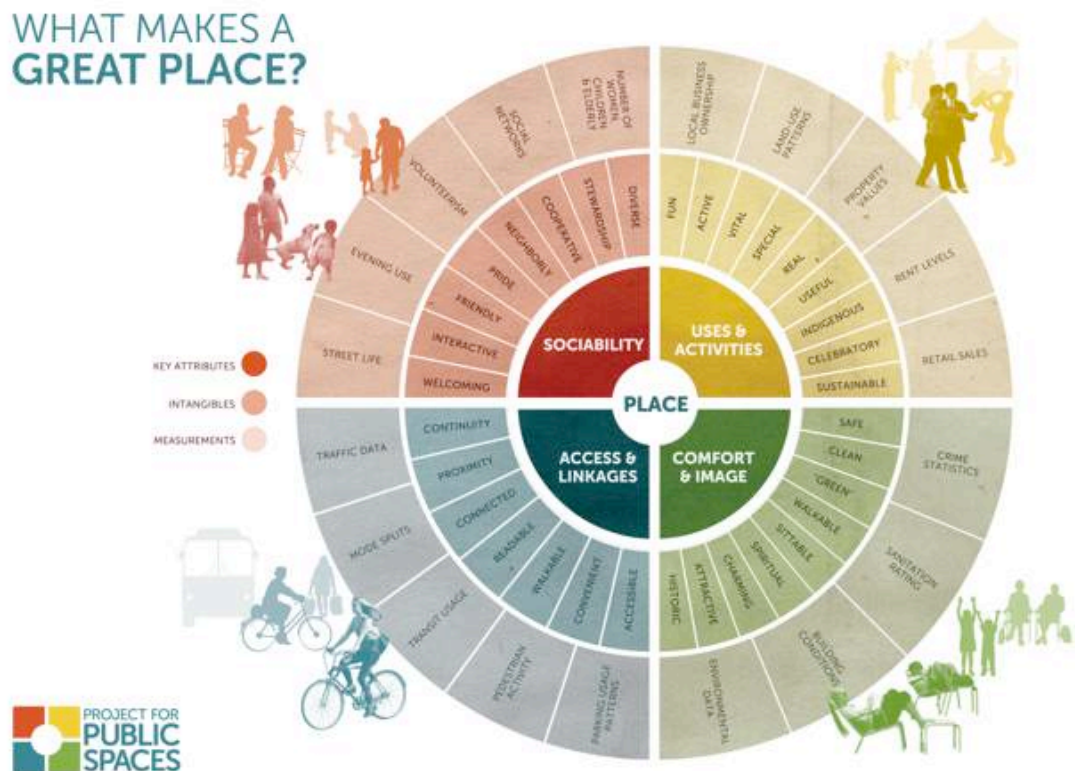 WHAT MAKES A
GREAT PLACE?
NUMBER OF
WOMEN,
CHILDREN
& ELDERLY
SOCIAL
NETWORKS
VOLUNTEERISM
EVENING USE
STREET LIFE
LOCAL BUSINESS
OWNERSHIP
LAND-USE
PATTERNS
PROPERTY
VALUES
RENT LEVELS
RETAIL SALES
DIVERSE
STEWARDSHIP
COOPERATIVE
NEIGHBORLY
PRIDE
FRIENDLY
INTERACTIVE
WELCOMING
FUN
ACTIVE
VITAL
SPECIAL
REAL
USEFUL
INDIGENOUS
CELEBRATORY
SUSTAINABLE
SOCIABILITY
USES &
ACTIVITIES
PLACE
ACCESS &
LINKAGES
COMFORT
& IMAGE
KEY ATTRIBUTES
INTANGIBLES
MEASUREMENTS
CONTINUITY
PROXIMITY
CONNECTED
READABLE
WALKABLE
CONVENIENT
ACCESSIBLE
SAFE
CLEAN
"GREEN"
WALKABLE
SITTABLE
SPIRITUAL
CHARMING
ATTRACTIVE
HISTORIC
TRAFFIC DATA
MODE SPLITS
TRANSIT USAGE
PEDESTRIAN
ACTIVITY
PARKING USAGE
PATTERNS
CRIME
STATISTICS
SANITATION
RATING
BUILDING
CONDITIONS
ENVIRONMENTAL
DATA
PROJECT FOR
PUBLIC
SPACES